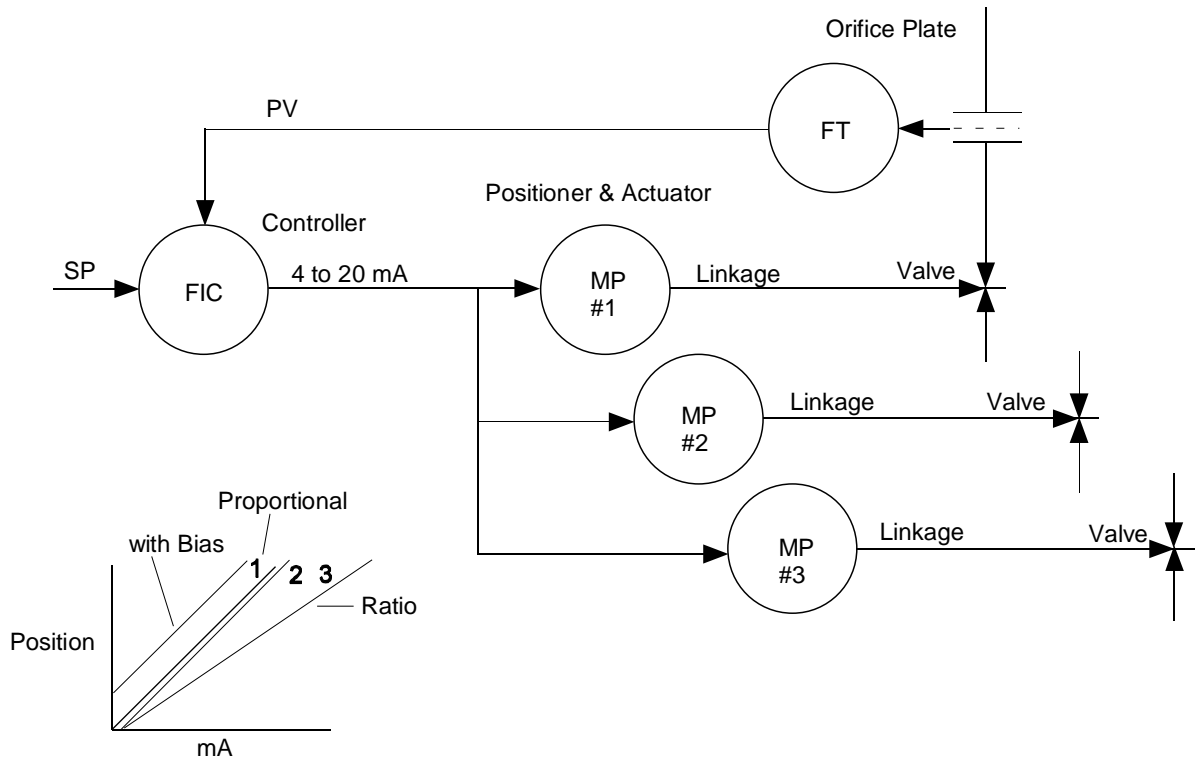 Orifice Plate
PV
FT
Positioner & Actuator
Controller
SP
FIC
4 to 20 mA
MP
#1
Linkage
Valve
MP
#2
Linkage
Valve
MP
#3
Linkage
Valve
Proportional
with Bias
1
2
3
Ratio
Position
mA